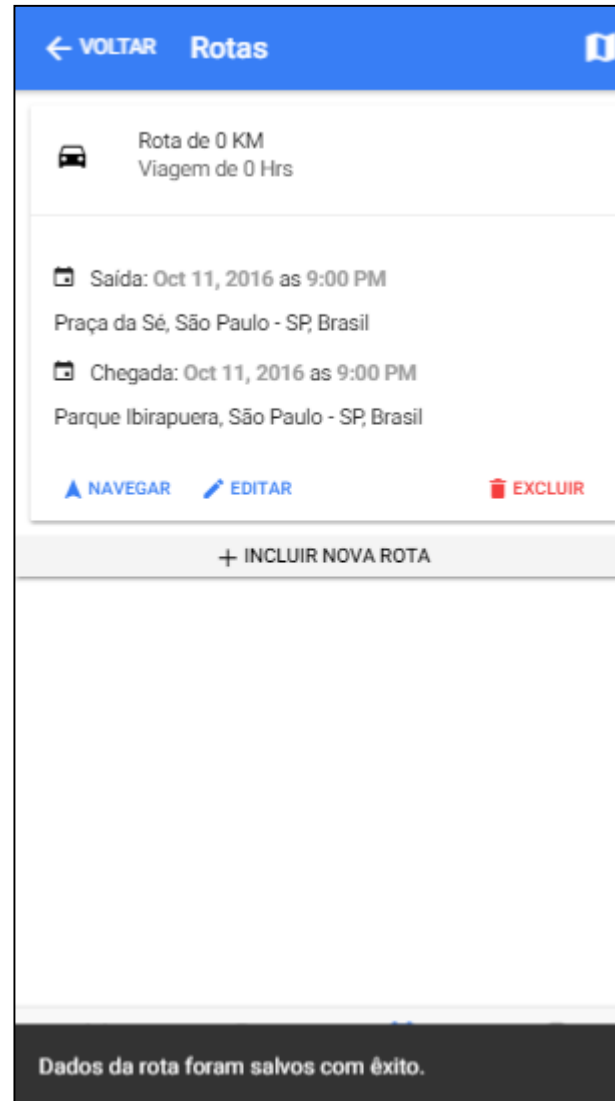 VOLTAR Rotas
Rota de 0 KM
Viagem de 0 Hrs
Saída: Oct 11, 2016 as 9:00 PM
Praça da Sé, São Paulo - SP, Brasil
Chegada: Oct 11, 2016 as 9:00 PM
Parque Ibirapuera, São Paulo - SP, Brasil
NAVEGAR EDITAR EXCLUIR
+ INCLUIR NOVA ROTA
Dados da rota foram salvos com êxito.